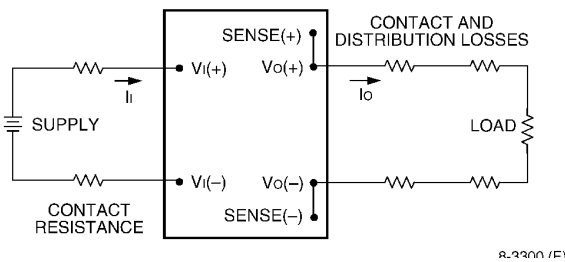 CONTACT AND
DISTRIBUTION LOSSES
SENSE(+)
VI(+)
VO(+)
II
IO
SUPPLY
LOAD
VI(–)
VO(–)
CONTACT
RESISTANCE
SENSE(–)
8-3300 (F)